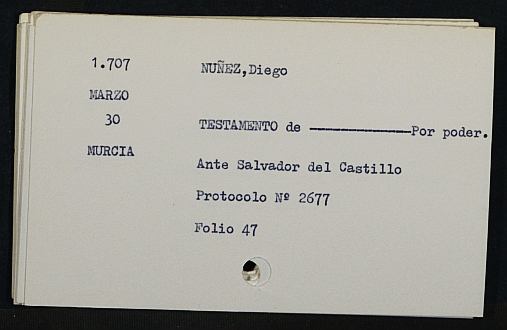 1.707
NUÑEZ,Diego
MARZO
30
TESTAMENTO de ——————————Por poder.
MURCIA
Ante Salvador del Castillo
Protocolo Nº 2677
Folio 47